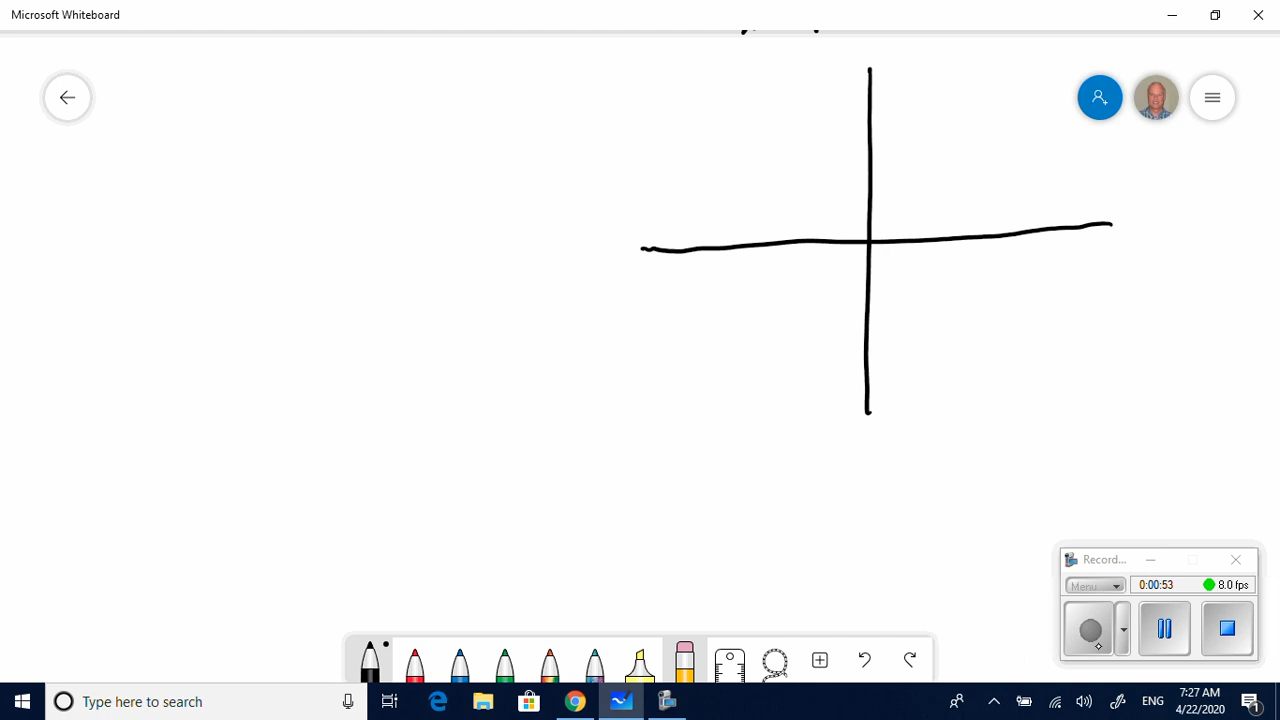 Microsoft Whiteboard
Record...
Menu
0:00:53
8.0 fps
Type here to search
ENG
7:27 AM
4/22/2020
1